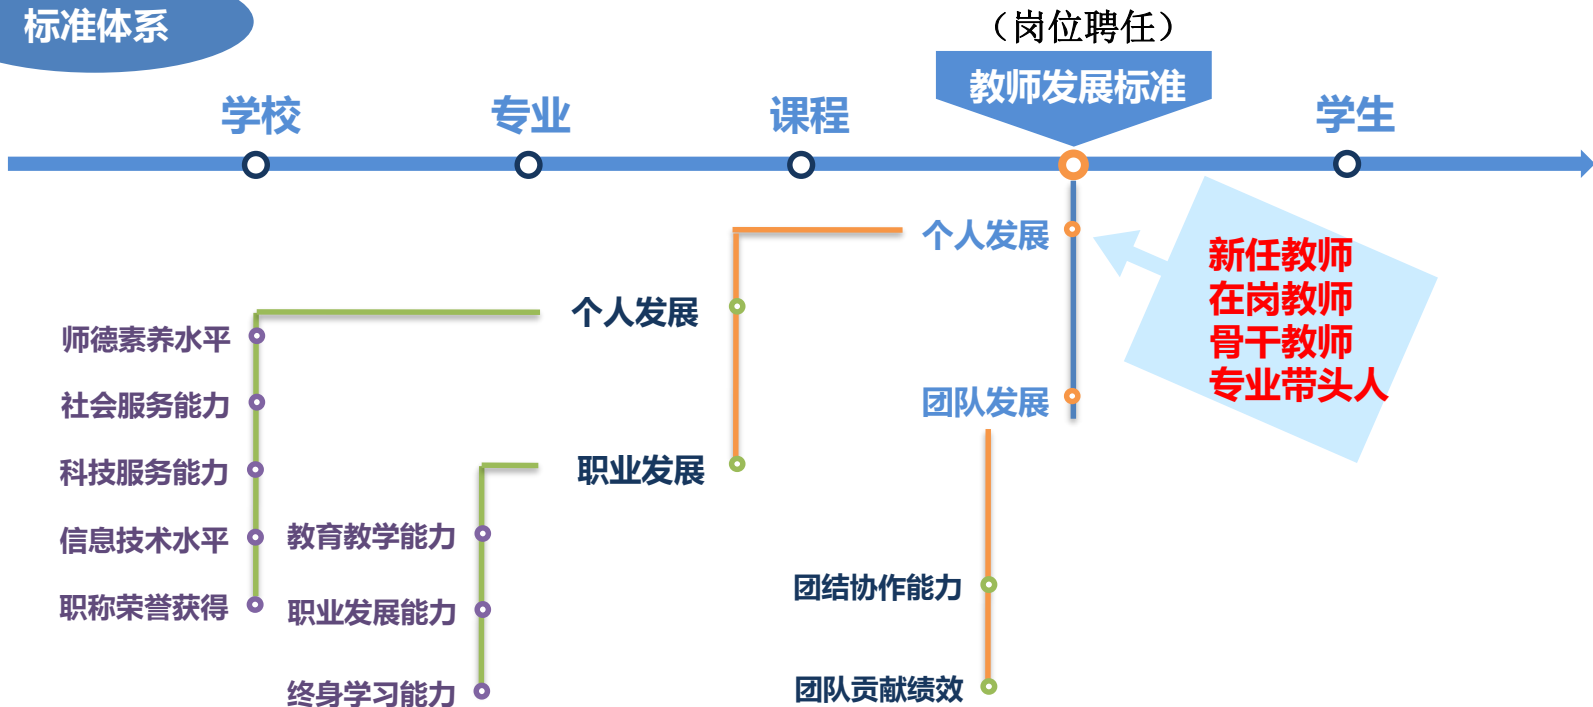 标准体系
（岗位聘任）
教师发展标准
学校
专业
课程
学生
个人发展
新任教师
在岗教师
骨干教师
专业带头人
个人发展
师德素养水平
社会服务能力
团队发展
科技服务能力
职业发展
信息技术水平
教育教学能力
团结协作能力
职称荣誉获得
职业发展能力
终身学习能力
团队贡献绩效